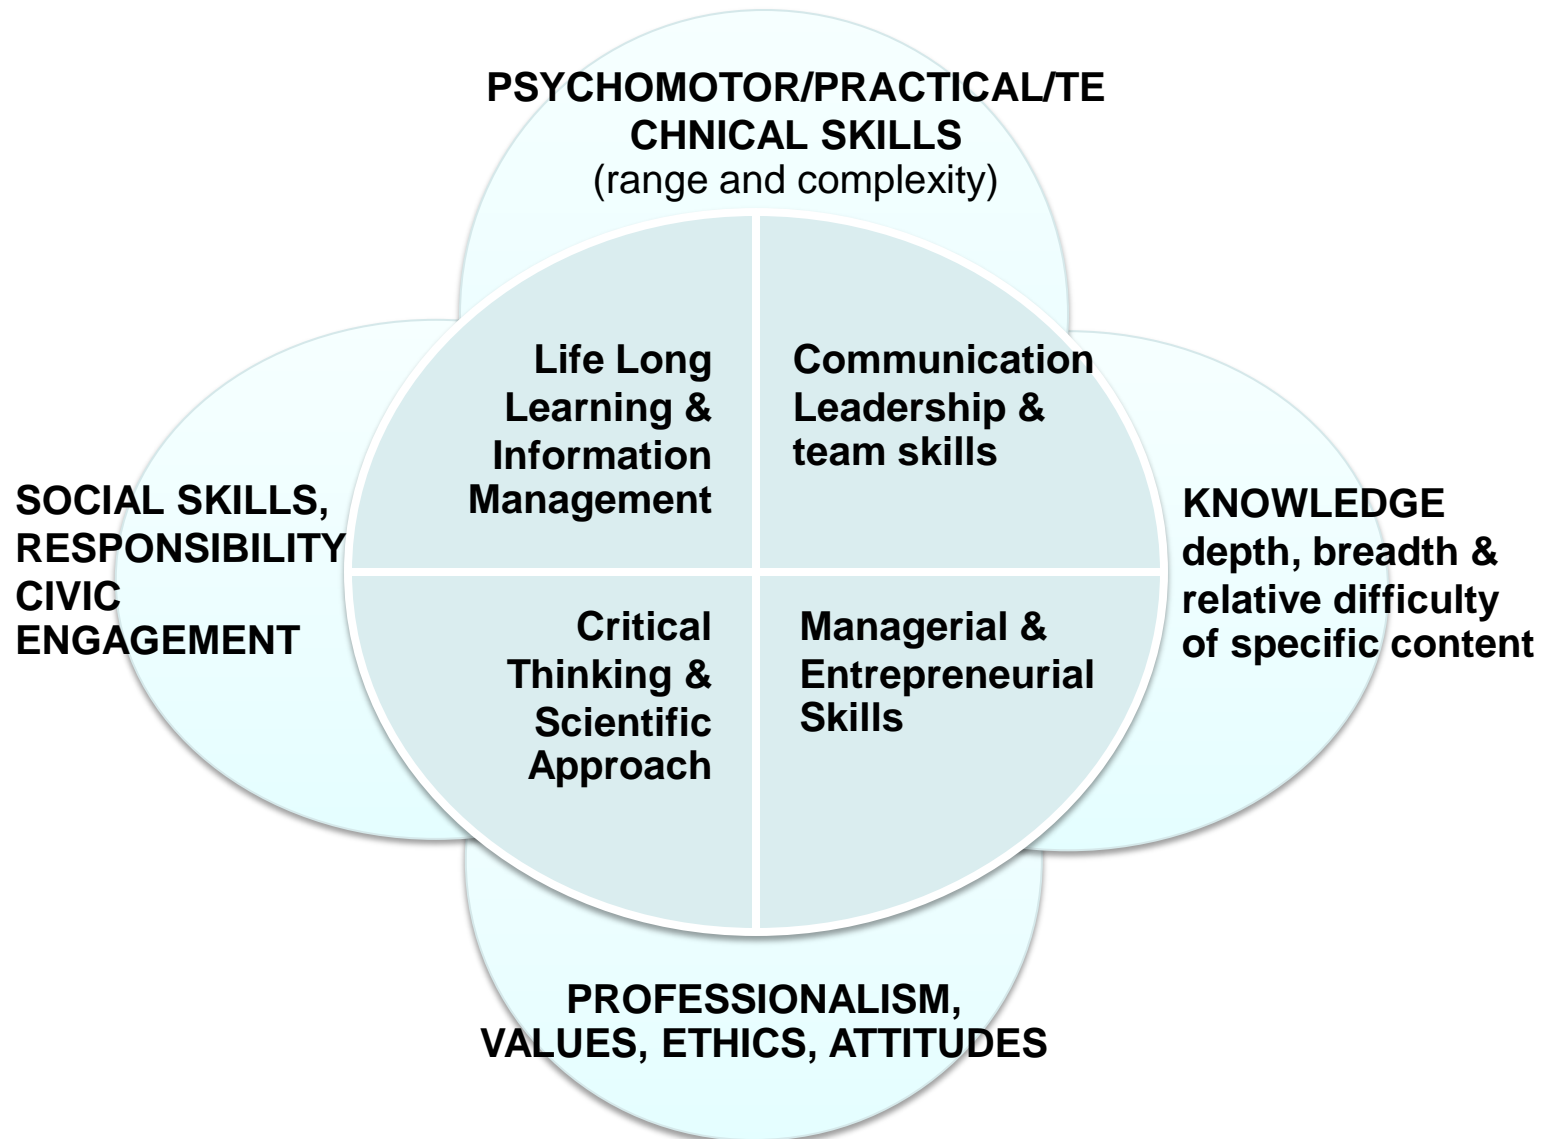 PSYCHOMOTOR/PRACTICAL/TE
CHNICAL SKILLS
(range and complexity)
Life Long
Learning &
Information
Management
Communication
Leadership &
team skills
SOCIAL SKILLS,
RESPONSIBILITY
CIVIC
ENGAGEMENT
KNOWLEDGE
depth, breadth &
relative difficulty
of specific content
Critical
Thinking &
Scientific
Approach
Managerial &
Entrepreneurial
Skills
PROFESSIONALISM,
VALUES, ETHICS, ATTITUDES